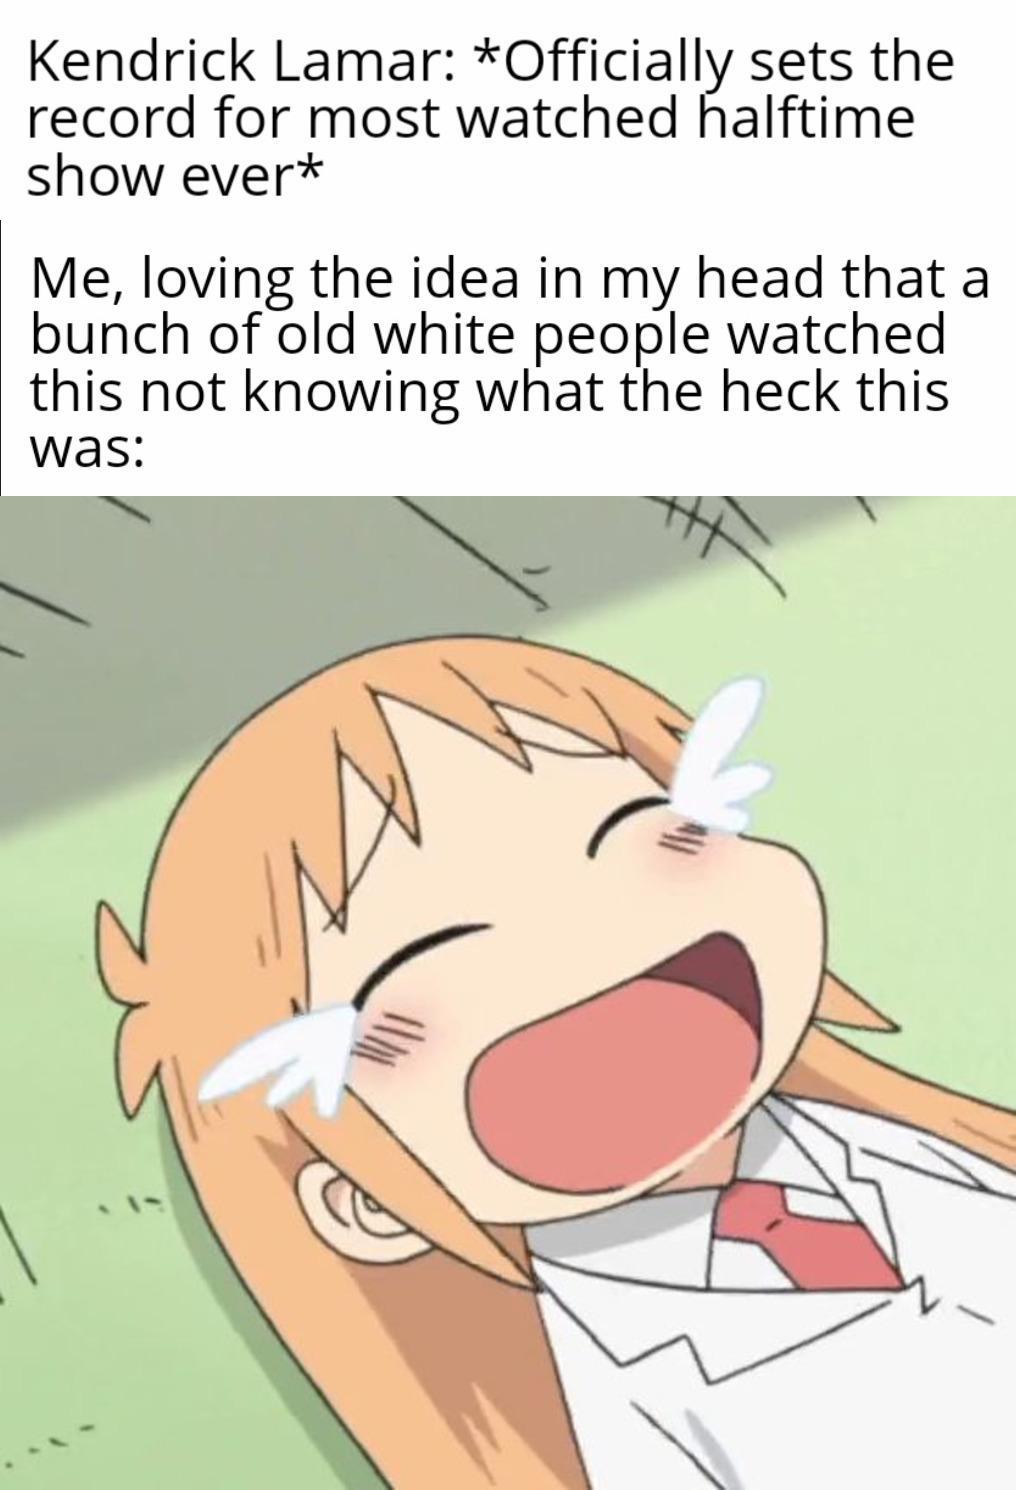 Kendrick Lamar: *Officially sets the
record for most watched halftime
show ever*
Me, loving the idea in my head that a
bunch of old white people watched
this not knowing what the heck this
was: